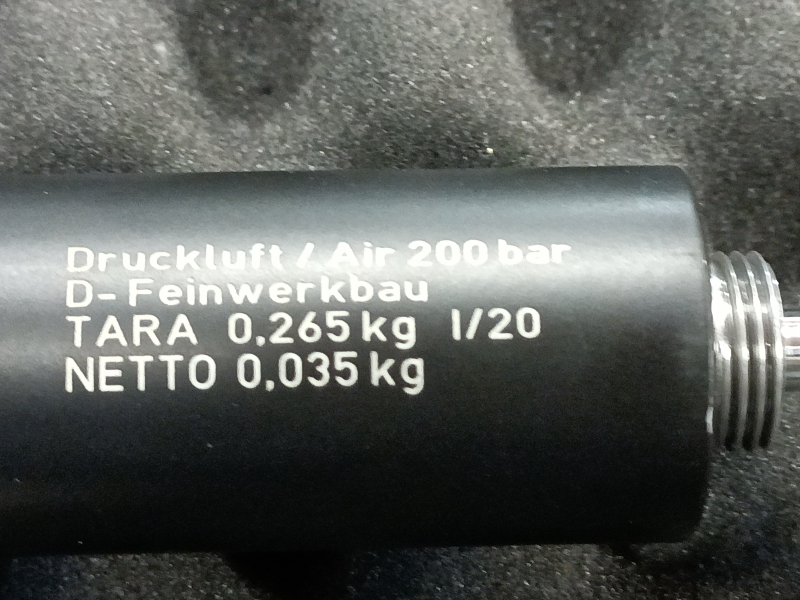 Druckluft / Air 200 bar
D-Feinwerkbau
TARA 0,265 kg I/20
NETTO 0,035 kg